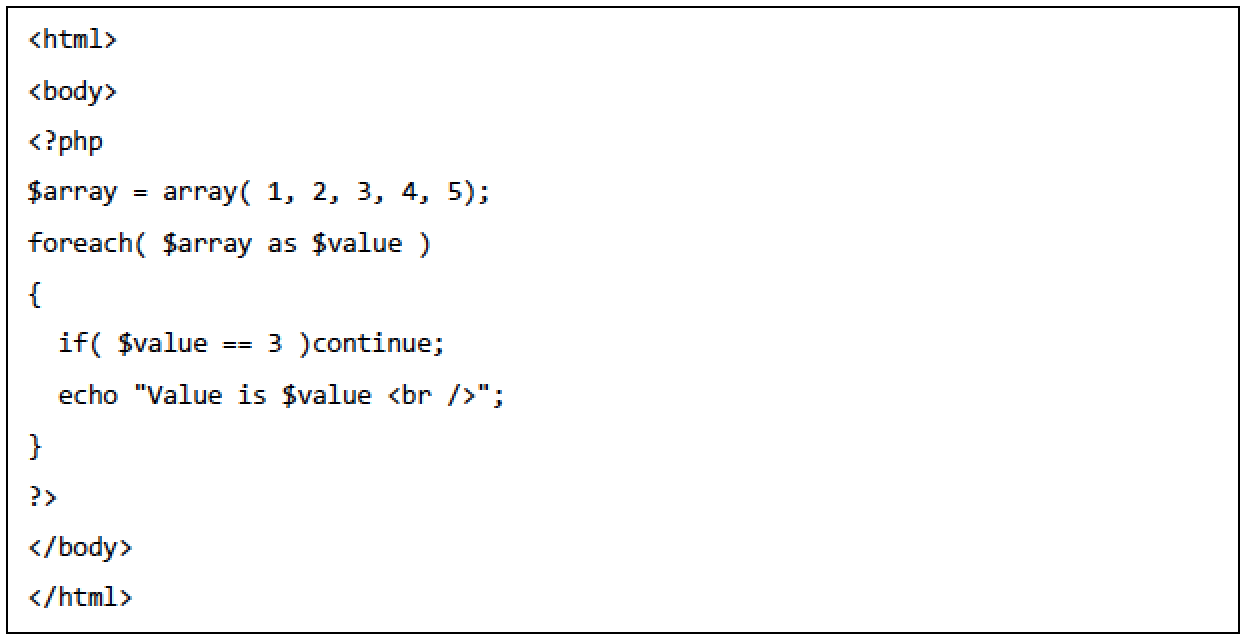 <html>
<body>
<?php
$array = array( 1, 2, 3, 4, 5);
foreach( $array as $value )
{
  if( $value == 3 )continue;
  echo "Value is $value <br />";
}
?>
</body>
</html>